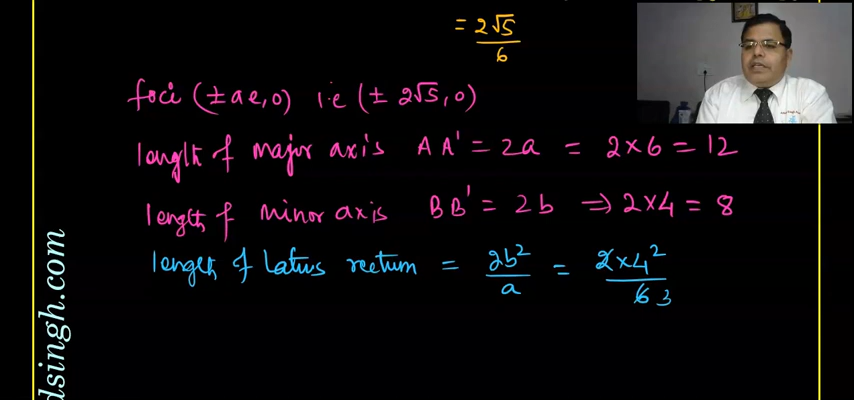 = 2√5/6
foci (±ae, 0) i.e (± 2√5, 0)
length of major axis AA' = 2a = 2×6 = 12
length of minor axis BB' = 2b ⇒ 2×4 = 8
length of Latus rectum = 2b²/a = 2×4²/6 3
dsingh.com